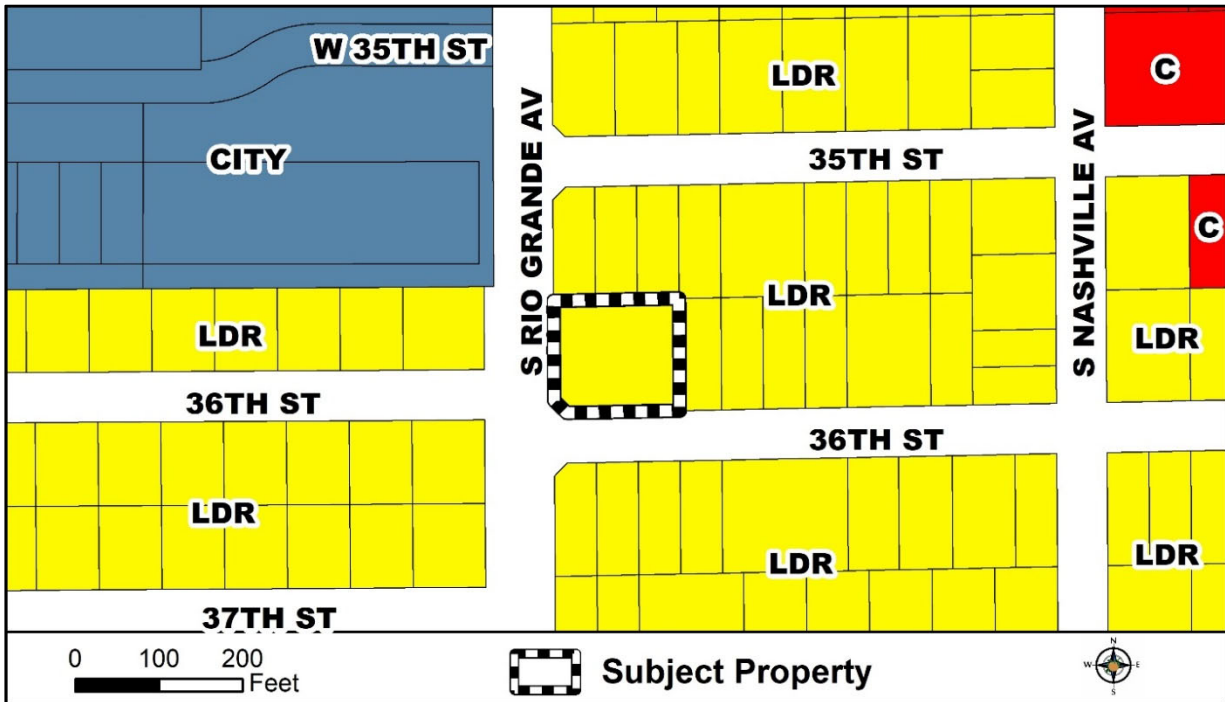 W 35TH ST
LDR
C
CITY
35TH ST
S RIO GRANDE AV
S NASHVILLE AV
C
LDR
LDR
LDR
36TH ST
36TH ST
LDR
LDR
LDR
37TH ST
0 100 200
Feet
Subject Property
N
W E
S